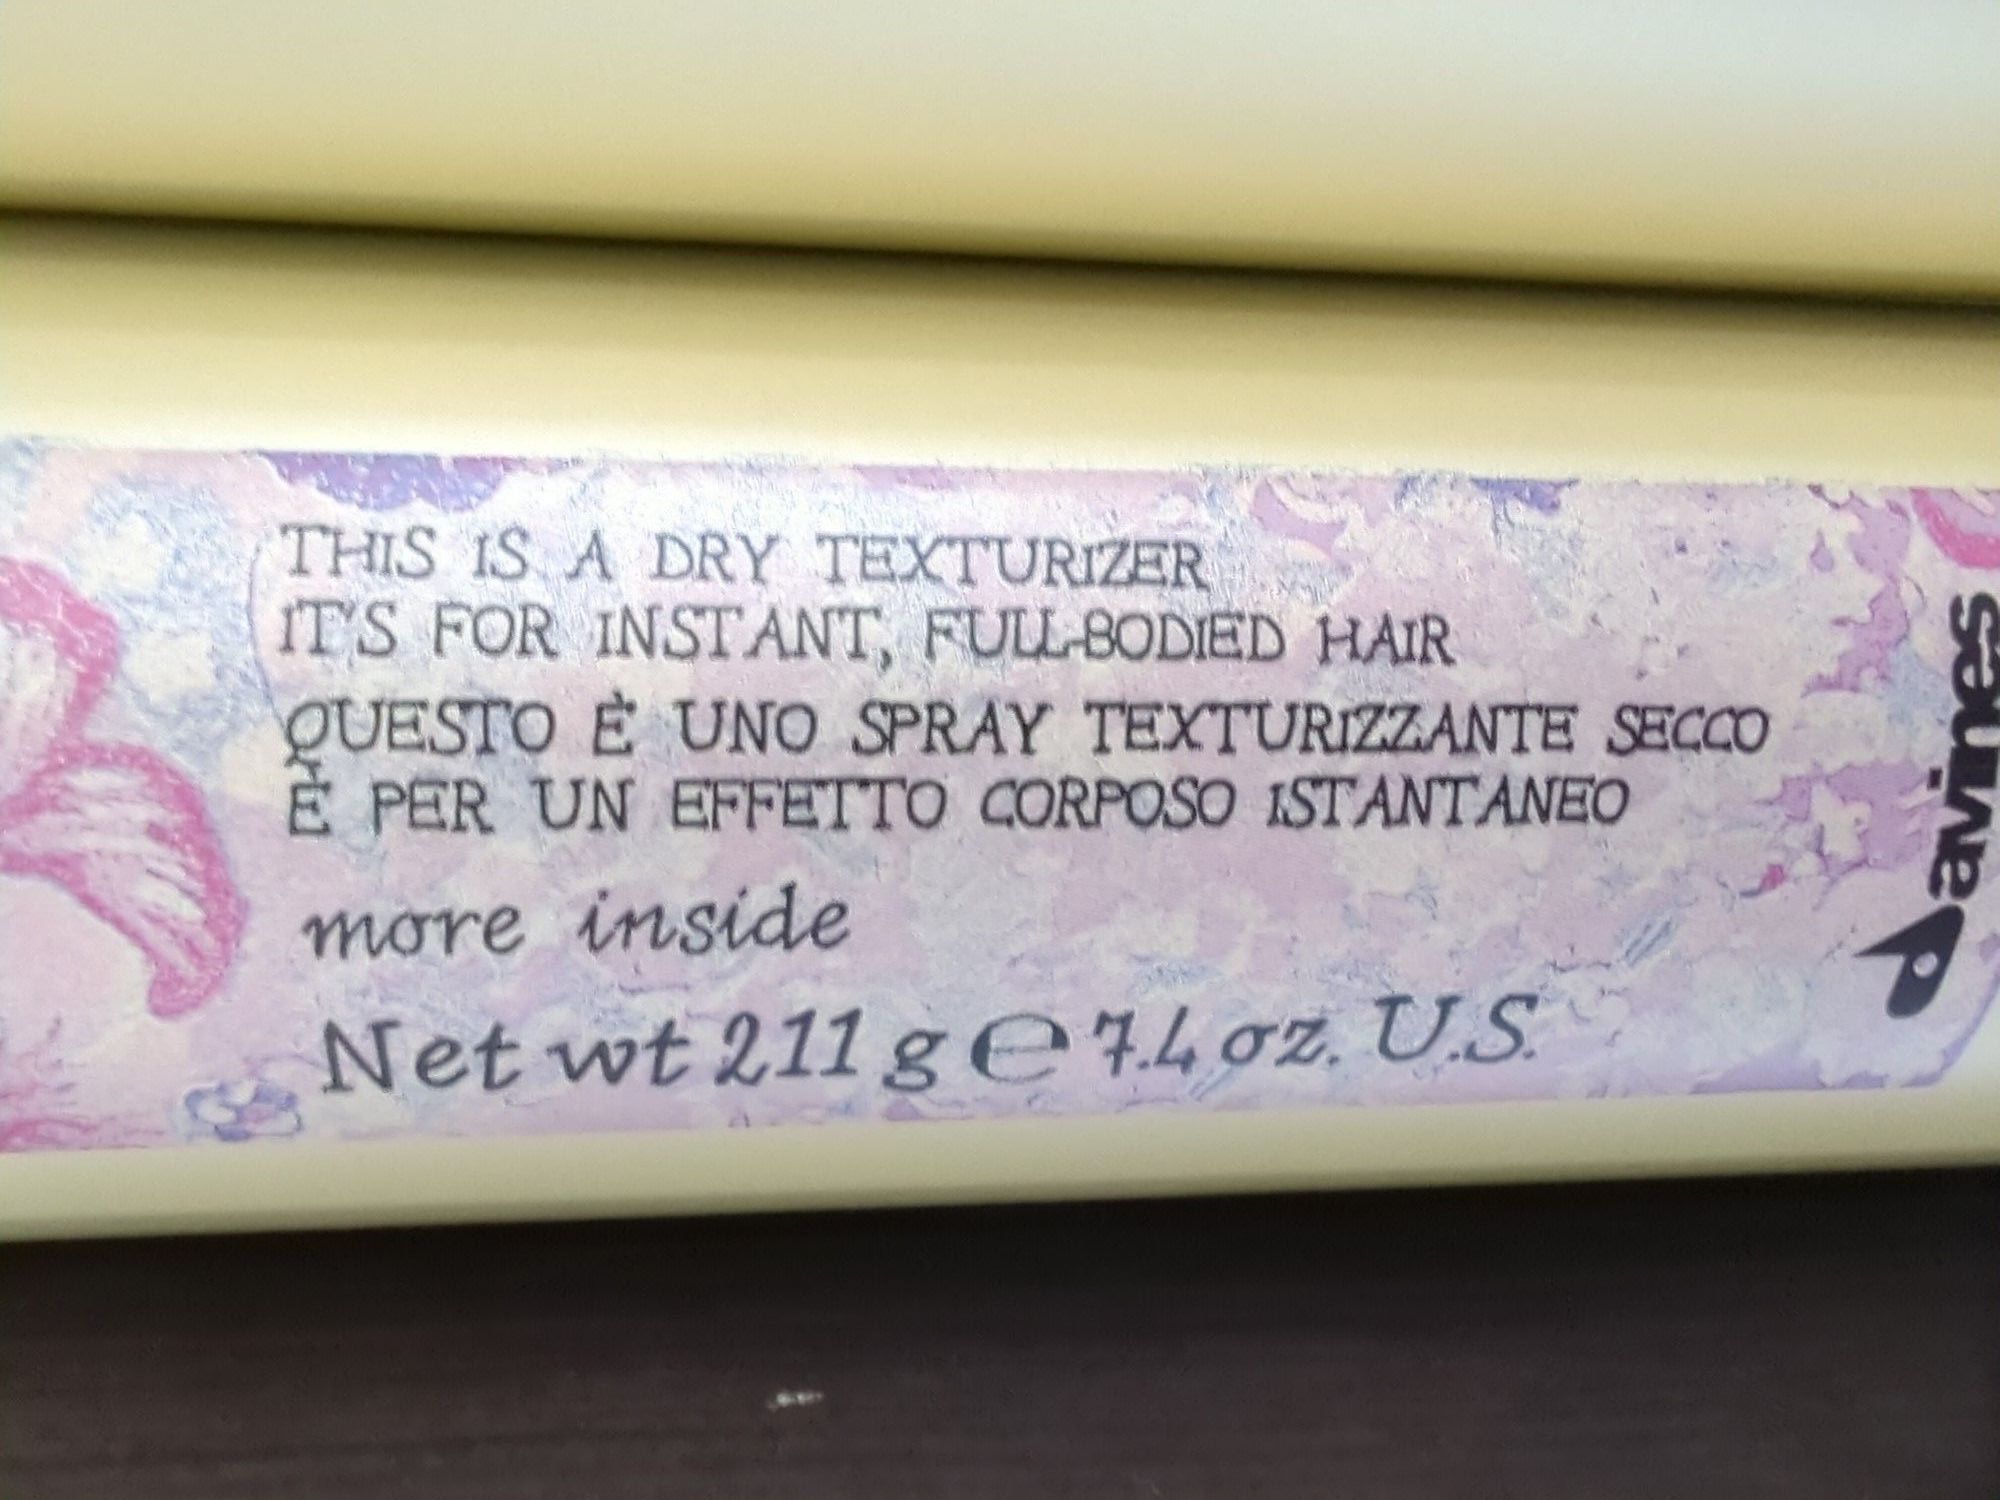 THIS IS A DRY TEXTURIZER
IT'S FOR INSTANT, FULL-BODIED HAIR
QUESTO È UNO SPRAY TEXTURIZZANTE SECCO
È PER UN EFFETTO CORPOSO ISTANTANEO
more inside
Net wt 211 g ℮ 7.4 oz. U.S.
davines